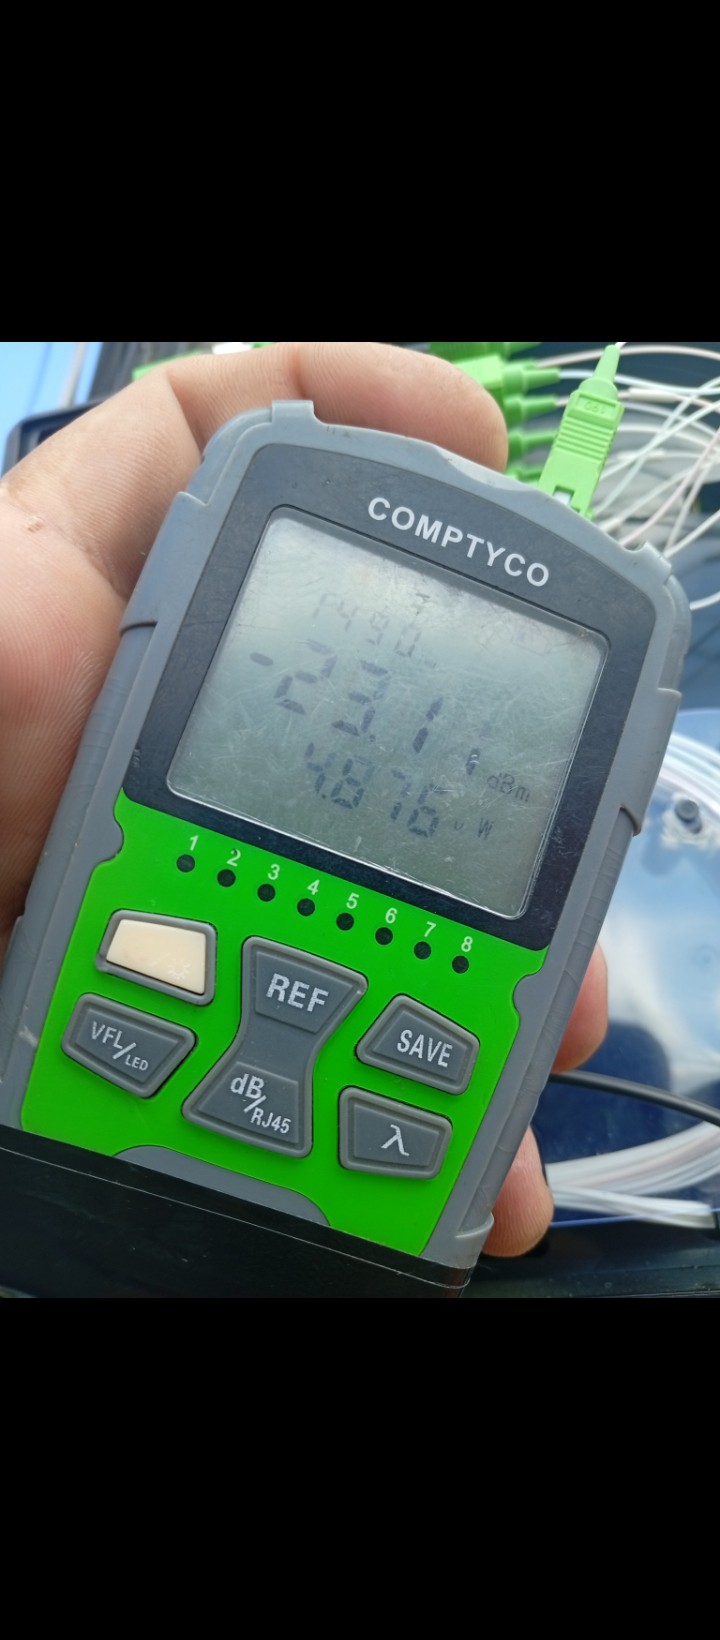 COMPTYCO
1490
-23.11 dBm
4.876 uW
1 2 3 4 5 6 7 8
REF
SAVE
VFL/LED
dB/RJ45
λ